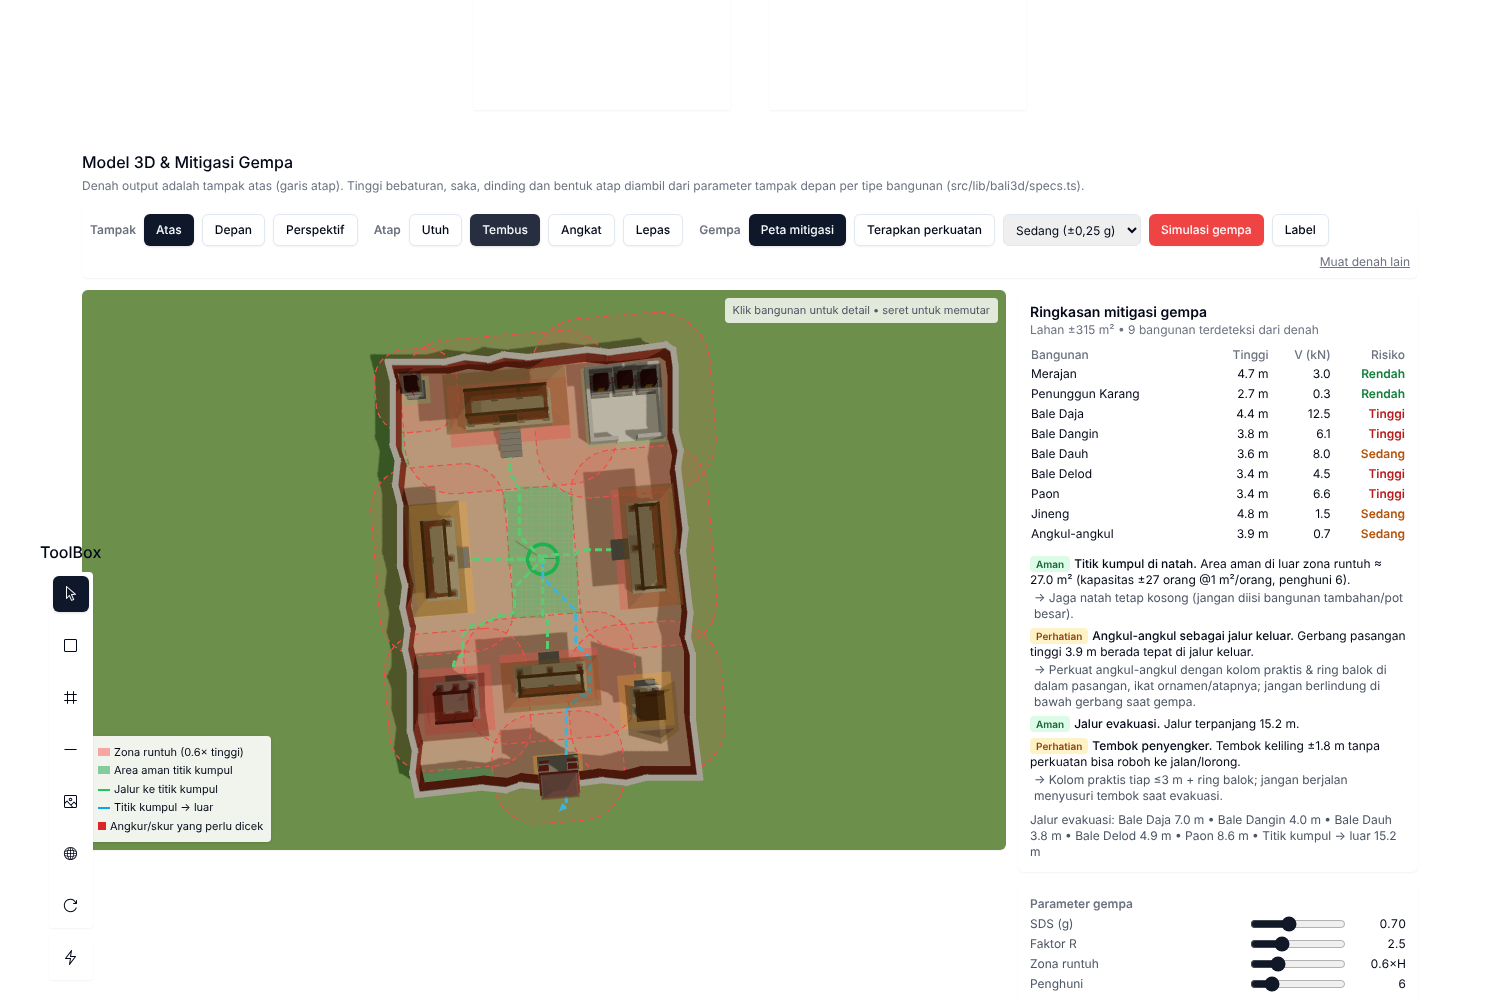 Model 3D & Mitigasi Gempa
Denah output adalah tampak atas (garis atap). Tinggi bebaturan, saka, dinding dan bentuk atap diambil dari parameter tampak depan per tipe bangunan (src/lib/bali3d/specs.ts).
Tampak Atas Depan Perspektif Atap Utuh Tembus Angkat Lepas Gempa Peta mitigasi Terapkan perkuatan Sedang (±0,25 g) Simulasi gempa Label
Muat denah lain
Klik bangunan untuk detail • seret untuk memutar
ToolBox
Zona runtuh (0.6× tinggi)
Area aman titik kumpul
Jalur ke titik kumpul
Titik kumpul → luar
Angkur/skur yang perlu dicek
Ringkasan mitigasi gempa
Lahan ±315 m² • 9 bangunan terdeteksi dari denah
Bangunan Tinggi V (kN) Risiko
Merajan 4.7 m 3.0 Rendah
Penunggun Karang 2.7 m 0.3 Rendah
Bale Daja 4.4 m 12.5 Tinggi
Bale Dangin 3.8 m 6.1 Tinggi
Bale Dauh 3.6 m 8.0 Sedang
Bale Delod 3.4 m 4.5 Tinggi
Paon 3.4 m 6.6 Tinggi
Jineng 4.8 m 1.5 Sedang
Angkul-angkul 3.9 m 0.7 Sedang
Aman Titik kumpul di natah. Area aman di luar zona runtuh ≈
27.0 m² (kapasitas ±27 orang @1 m²/orang, penghuni 6).
→ Jaga natah tetap kosong (jangan diisi bangunan tambahan/pot
besar).
Perhatian Angkul-angkul sebagai jalur keluar. Gerbang pasangan
tinggi 3.9 m berada tepat di jalur keluar.
→ Perkuat angkul-angkul dengan kolom praktis & ring balok di
dalam pasangan, ikat ornamen/atapnya; jangan berlindung di
bawah gerbang saat gempa.
Aman Jalur evakuasi. Jalur terpanjang 15.2 m.
Perhatian Tembok penyengker. Tembok keliling ±1.8 m tanpa
perkuatan bisa roboh ke jalan/lorong.
→ Kolom praktis tiap ≤3 m + ring balok; jangan berjalan
menyusuri tembok saat evakuasi.
Jalur evakuasi: Bale Daja 7.0 m • Bale Dangin 4.0 m • Bale Dauh
3.8 m • Bale Delod 4.9 m • Paon 8.6 m • Titik kumpul → luar 15.2
m
Parameter gempa
SDS (g) 0.70
Faktor R 2.5
Zona runtuh 0.6×H
Penghuni 6